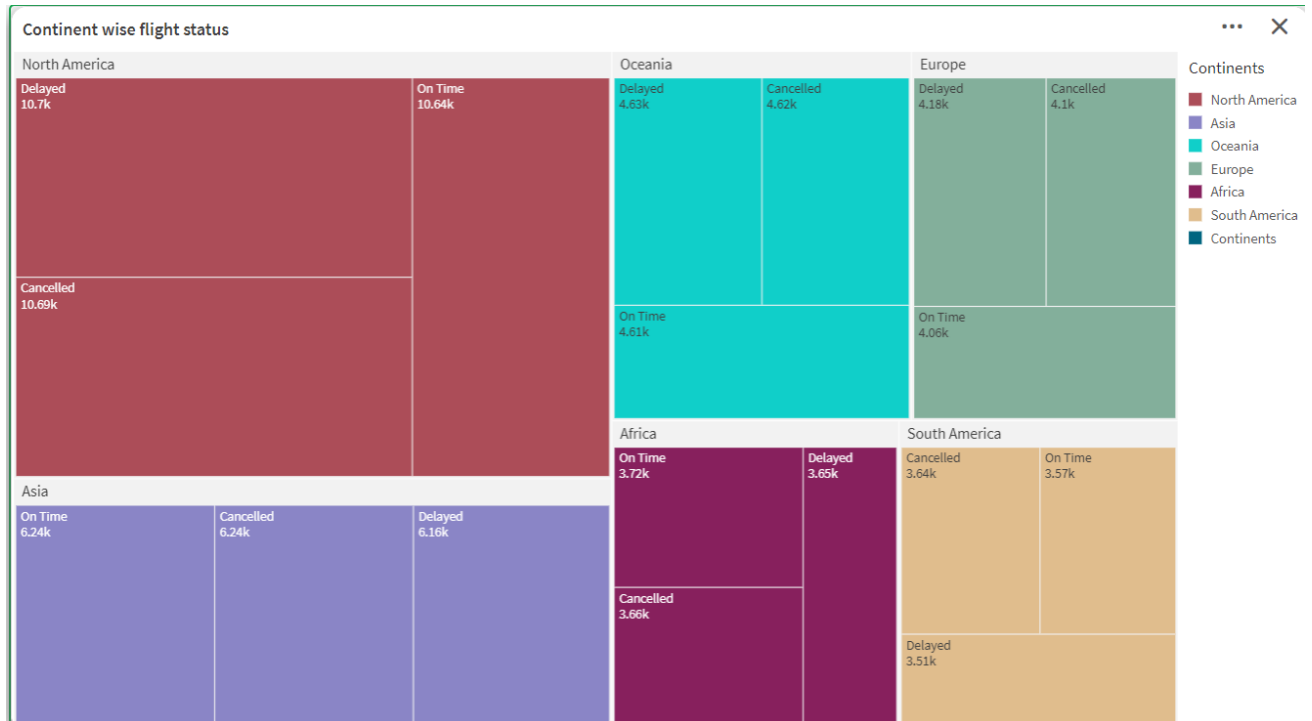 Continent wise flight status
North America
Delayed
10.7k
On Time
10.64k
Cancelled
10.69k
Asia
On Time
6.24k
Cancelled
6.24k
Delayed
6.16k
Oceania
Delayed
4.63k
Cancelled
4.62k
On Time
4.61k
Europe
Delayed
4.18k
Cancelled
4.1k
On Time
4.06k
Africa
On Time
3.72k
Delayed
3.65k
Cancelled
3.66k
South America
Cancelled
3.64k
On Time
3.57k
Delayed
3.51k
Continents
North America
Asia
Oceania
Europe
Africa
South America
Continents